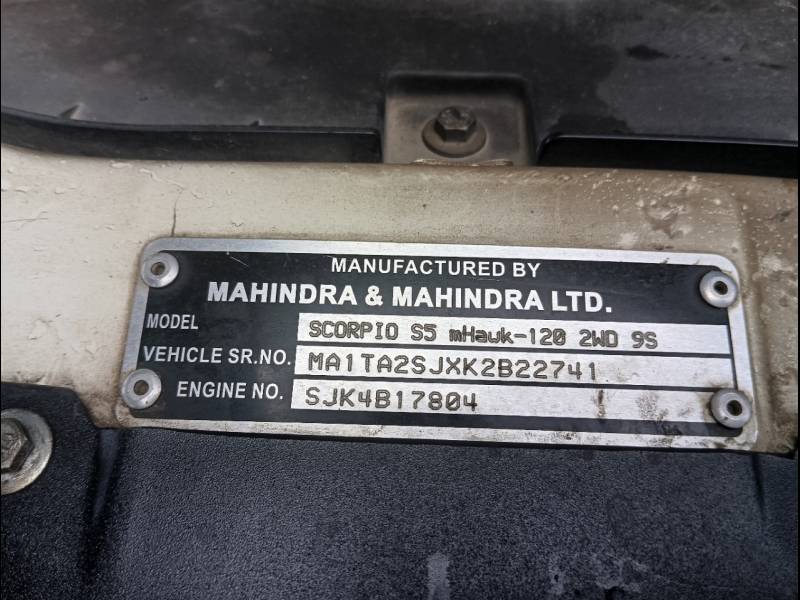 MANUFACTURED BY
MAHINDRA & MAHINDRA LTD.
MODEL SCORPIO S5 mHawk-120 2WD 9S
VEHICLE SR.NO. MA1TA2SJXK2B22741
ENGINE NO. SJK4B17804